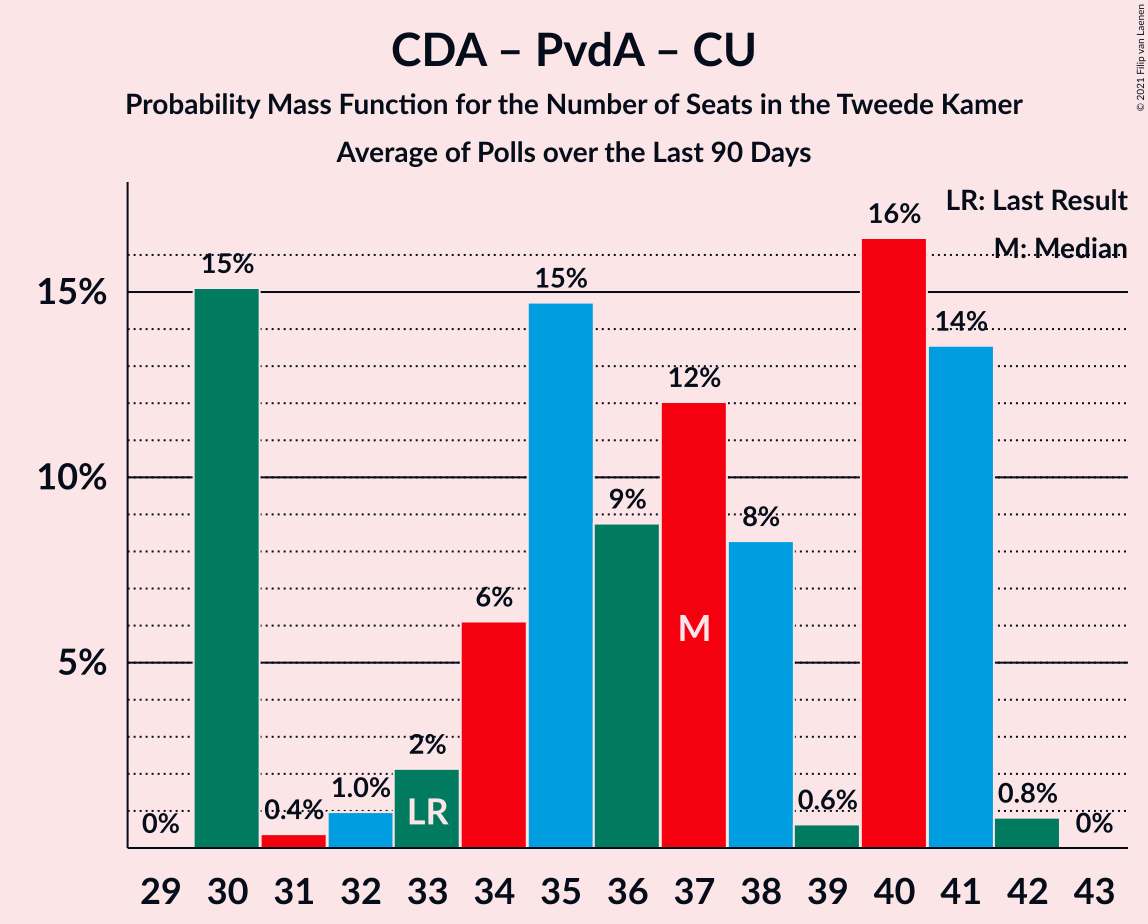 CDA – PvdA – CU
Probability Mass Function for the Number of Seats in the Tweede Kamer
Average of Polls over the Last 90 Days
© 2021 Filip van Laenen
LR: Last Result
M: Median
15%
10%
5%
0%
15%
0.4%
1.0%
2%
6%
15%
9%
12%
8%
0.6%
16%
14%
0.8%
0%
LR
M
29 30 31 32 33 34 35 36 37 38 39 40 41 42 43